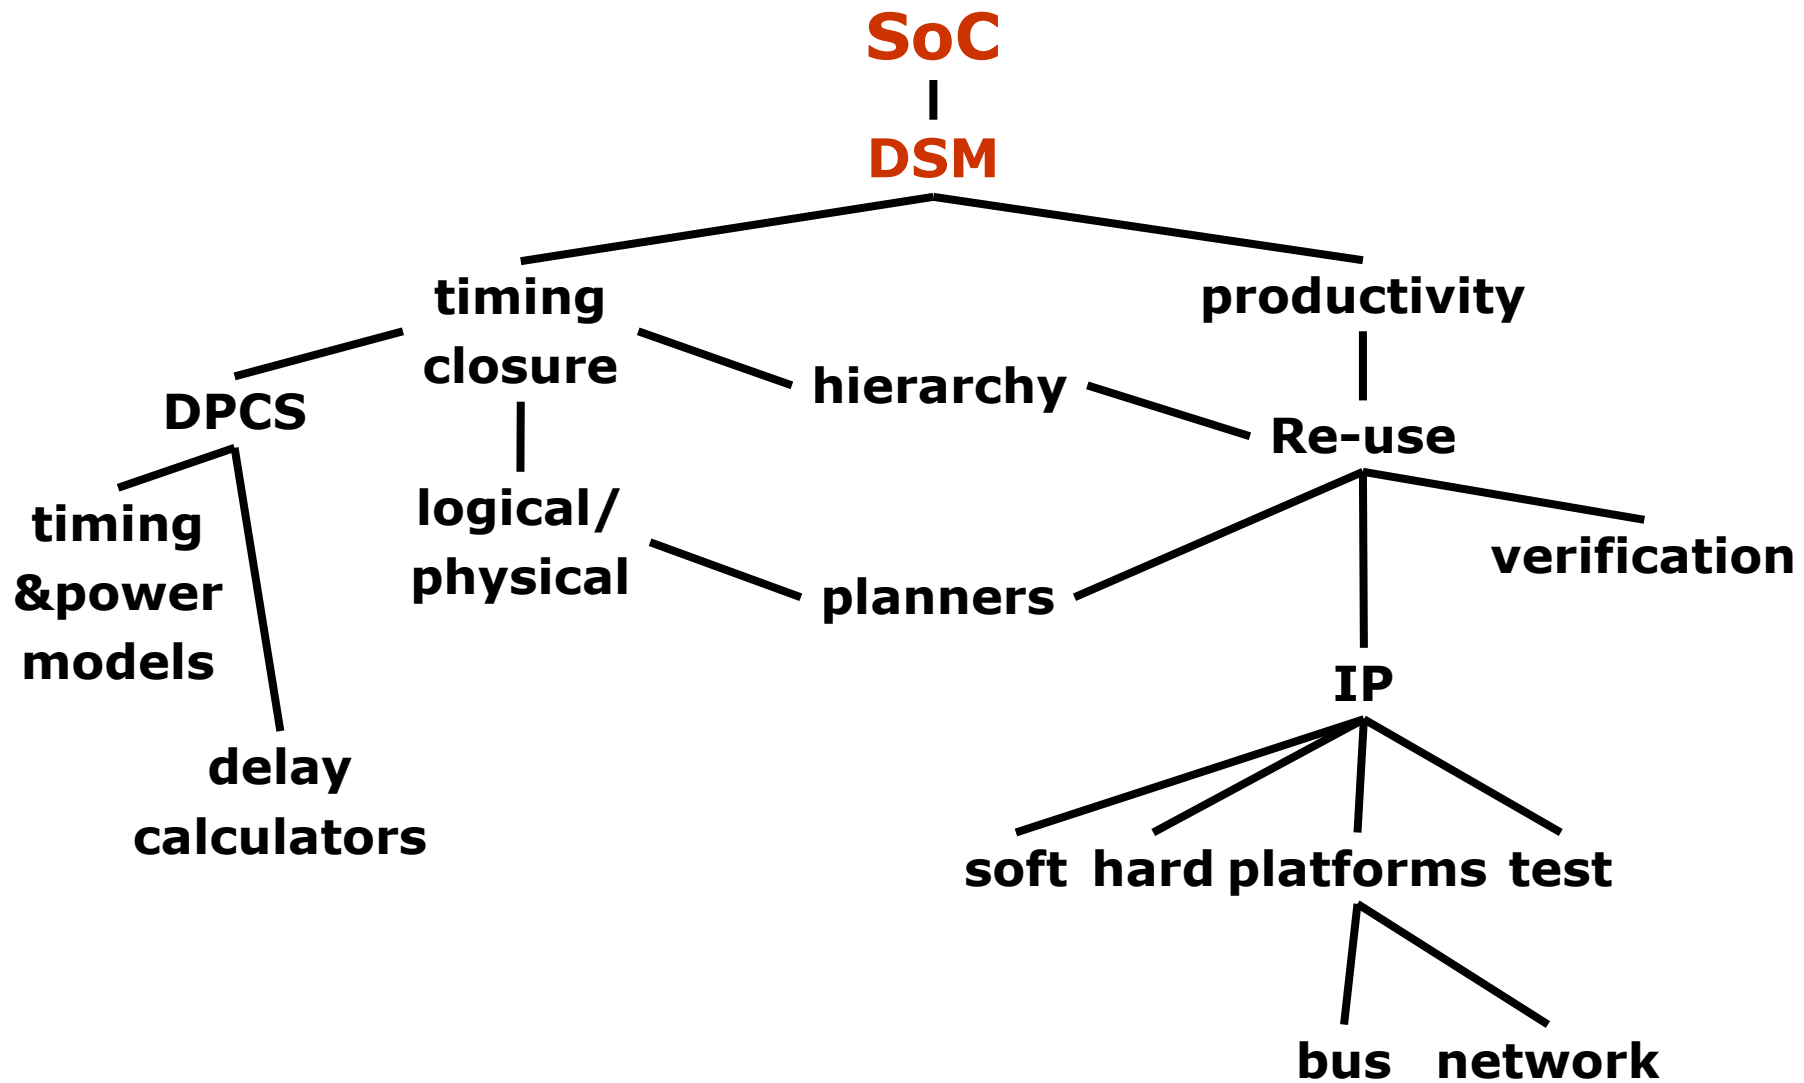 SoC
DSM
timing
closure
productivity
hierarchy
DPCS
Re-use
timing
&power
models
logical/
physical
planners
verification
IP
delay
calculators
soft
hard
platforms
test
bus
network